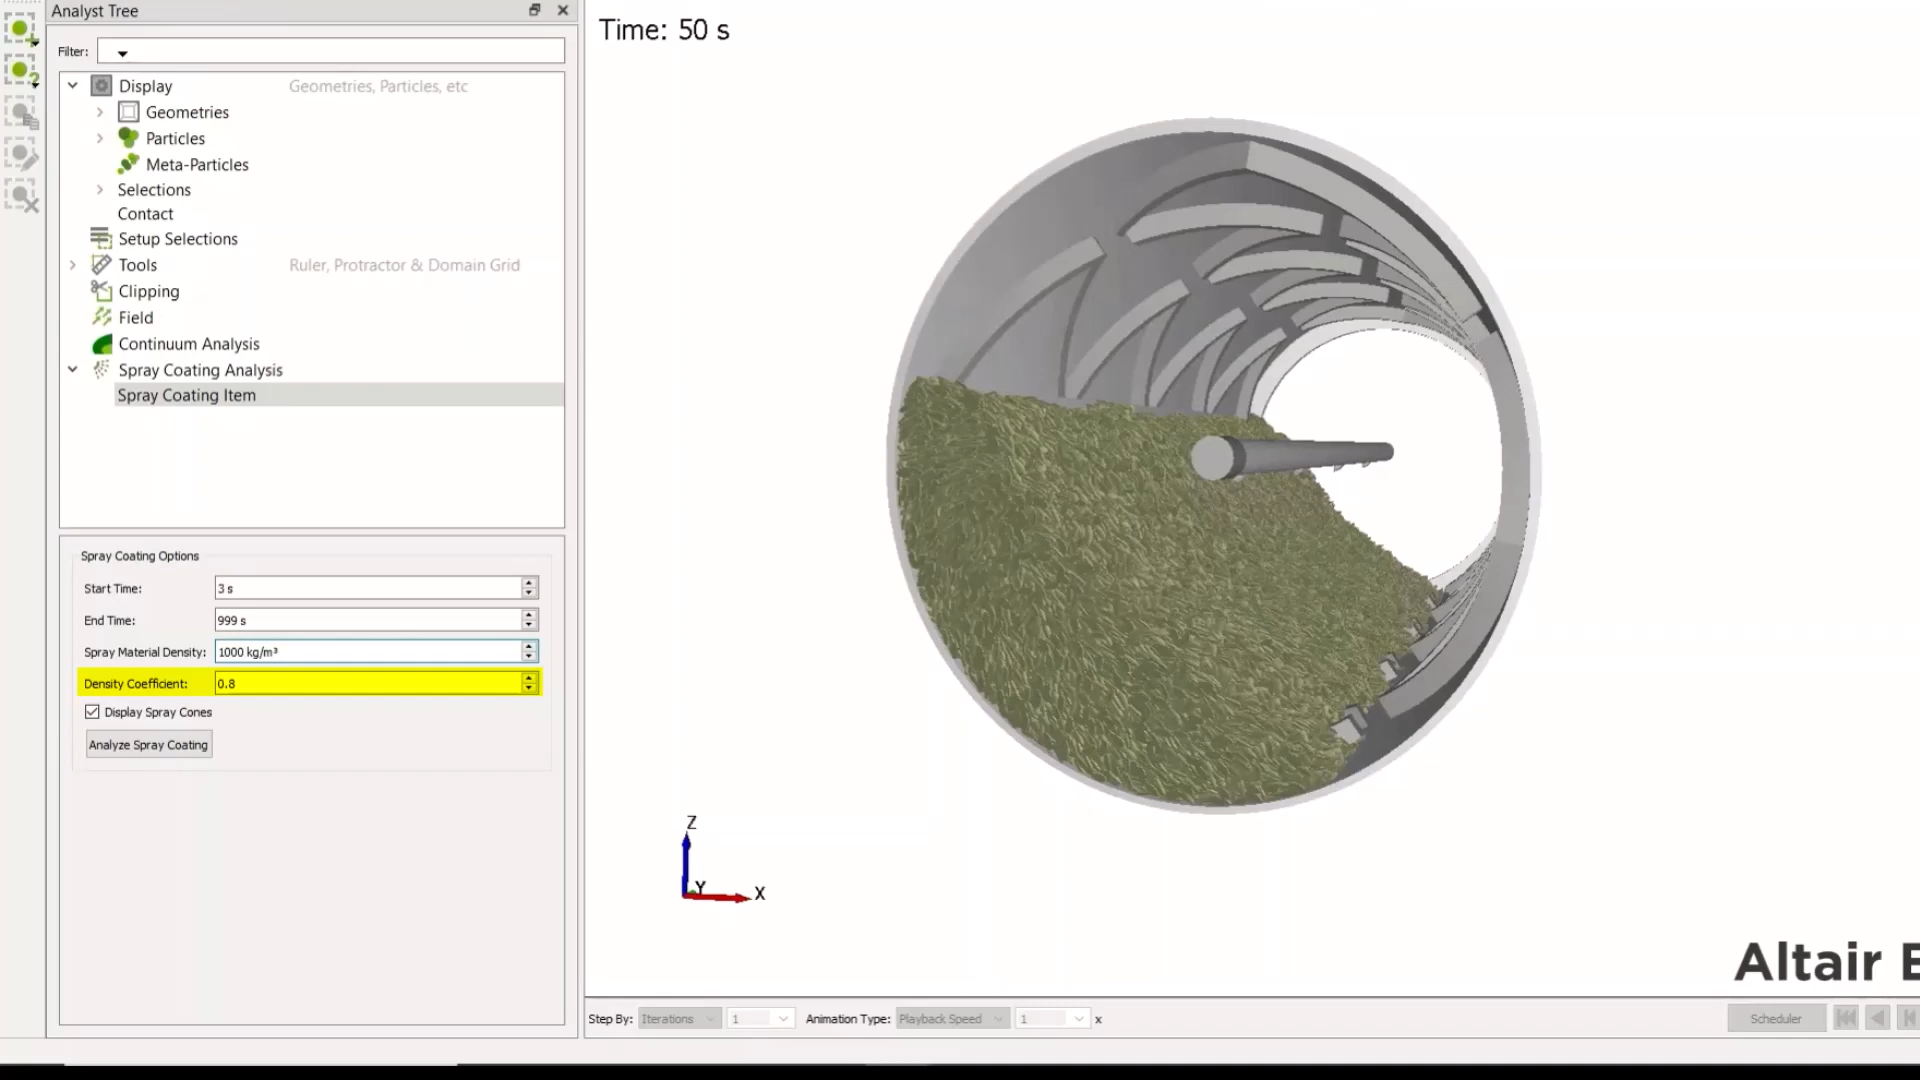 Analyst Tree
Filter:
Display Geometries, Particles, etc
Geometries
Particles
Meta-Particles
Selections
Contact
Setup Selections
Tools Ruler, Protractor & Domain Grid
Clipping
Field
Continuum Analysis
Spray Coating Analysis
Spray Coating Item
Spray Coating Options
Start Time: 3 s
End Time: 999 s
Spray Material Density: 1000 kg/m³
Density Coefficient: 0.8
Display Spray Cones
Analyze Spray Coating
Time: 50 s
Z
Y
X
Altair E
Step By: Iterations 1 Animation Type: Playback Speed 1 x
Scheduler